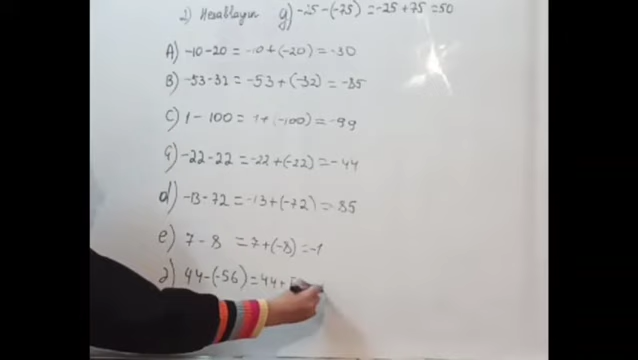 2) Hesablayın g) -25-(-75) = -25+75 = 50
A) -10-20 = -10+(-20) = -30
B) -53-32 = -53+(-32) = -85
C) 1-100 = 1+(-100) = -99
Ç) -22-22 = -22+(-22) = -44
d) -13-72 = -13+(-72) = -85
e) 7-8 = 7+(-8) = -1
ə) 44-(-56) = 44+